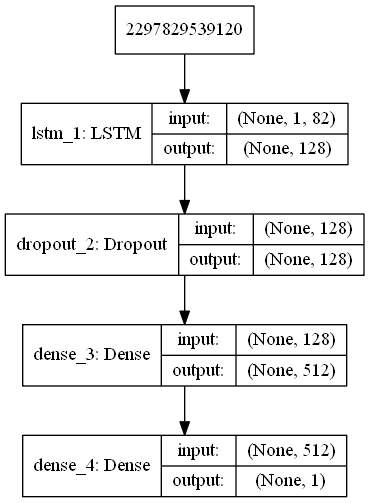 2297829539120
lstm_1: LSTM
input:
(None, 1, 82)
output:
(None, 128)
dropout_2: Dropout
input:
(None, 128)
output:
(None, 128)
dense_3: Dense
input:
(None, 128)
output:
(None, 512)
dense_4: Dense
input:
(None, 512)
output:
(None, 1)